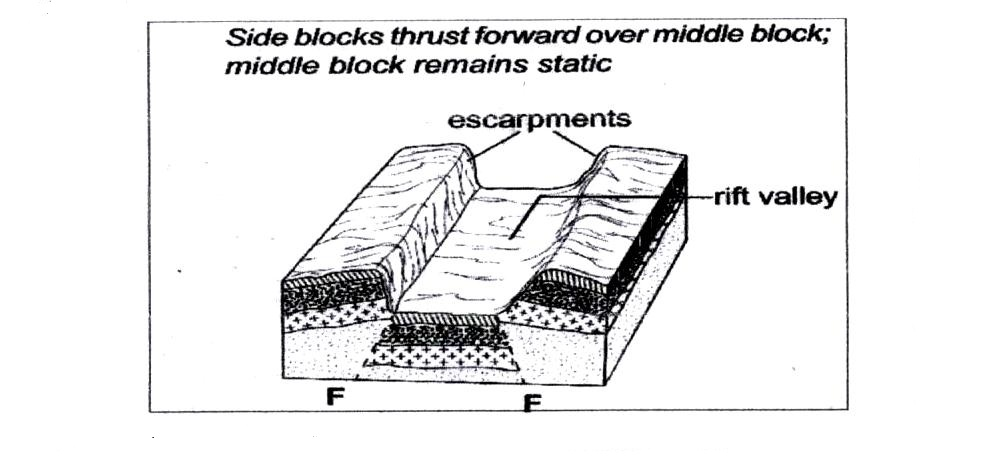 Side blocks thrust forward over middle block;
middle block remains static
escarpments
rift valley
F
F